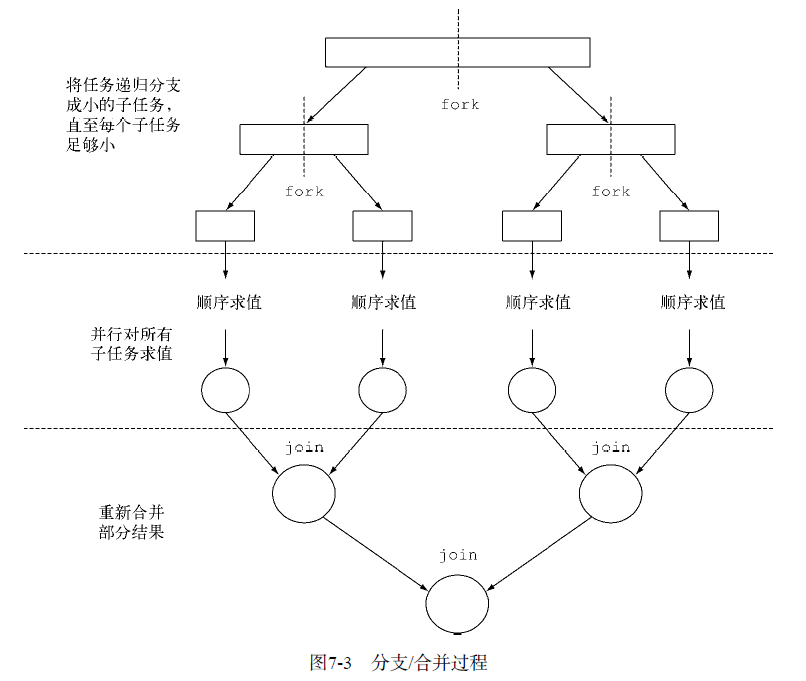 将任务递归分支
成小的子任务,
直至每个子任务
足够小
fork
fork
fork
顺序求值
顺序求值
顺序求值
顺序求值
并行对所有
子任务求值
join
join
重新合并
部分结果
join
图7-3 分支/合并过程